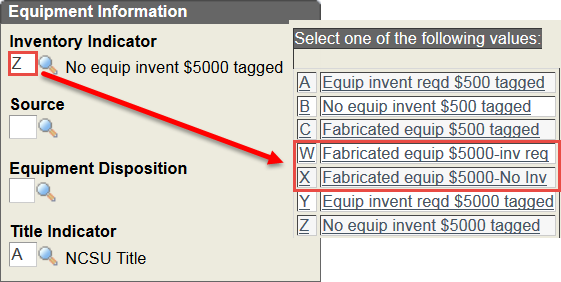 Equipment Information
Inventory Indicator
Z No equip invent $5000 tagged
Source
Equipment Disposition
Title Indicator
A NCSU Title
Select one of the following values:
A Equip invent reqd $500 tagged
B No equip invent $500 tagged
C Fabricated equip $500 tagged
W Fabricated equip $5000-inv req
X Fabricated equip $5000-No Inv
Y Equip invent reqd $5000 tagged
Z No equip invent $5000 tagged